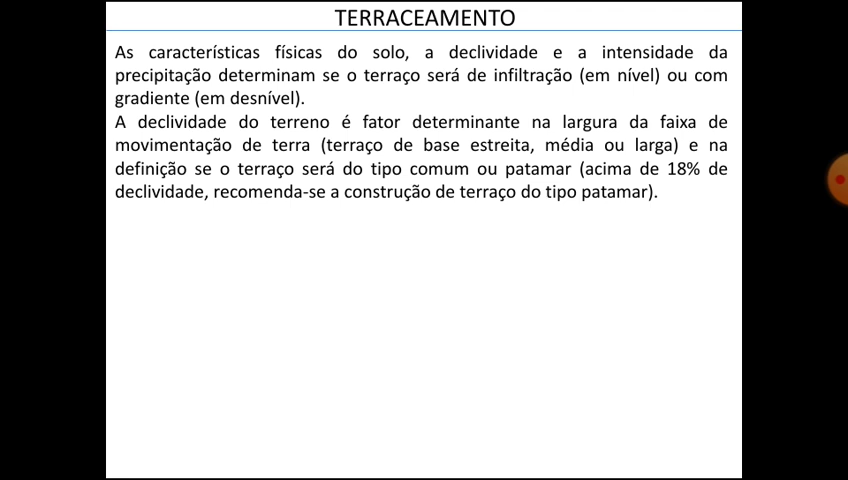 TERRACEAMENTO
As características físicas do solo, a declividade e a intensidade da
precipitação determinam se o terraço será de infiltração (em nível) ou com
gradiente (em desnível).
A declividade do terreno é fator determinante na largura da faixa de
movimentação de terra (terraço de base estreita, média ou larga) e na
definição se o terraço será do tipo comum ou patamar (acima de 18% de
declividade, recomenda-se a construção de terraço do tipo patamar).